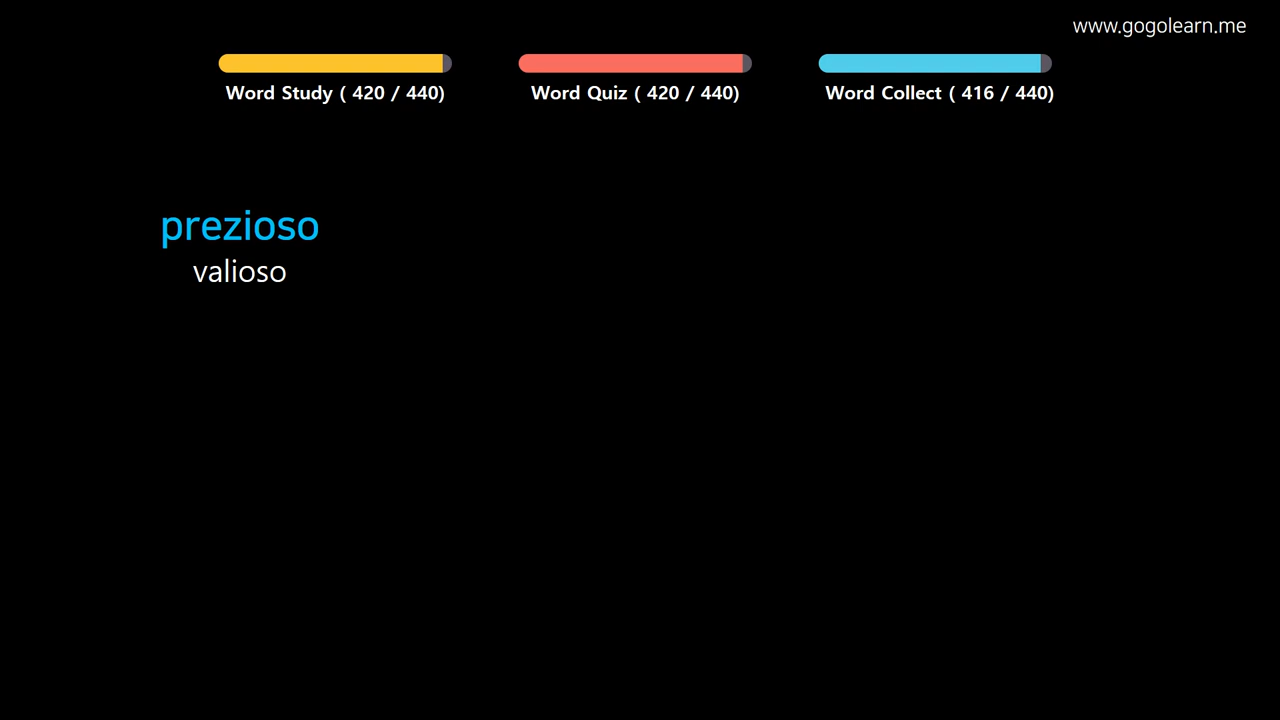 www.gogolearn.me
Word Study ( 420 / 440)
Word Quiz ( 420 / 440)
Word Collect ( 416 / 440)
prezioso
valioso